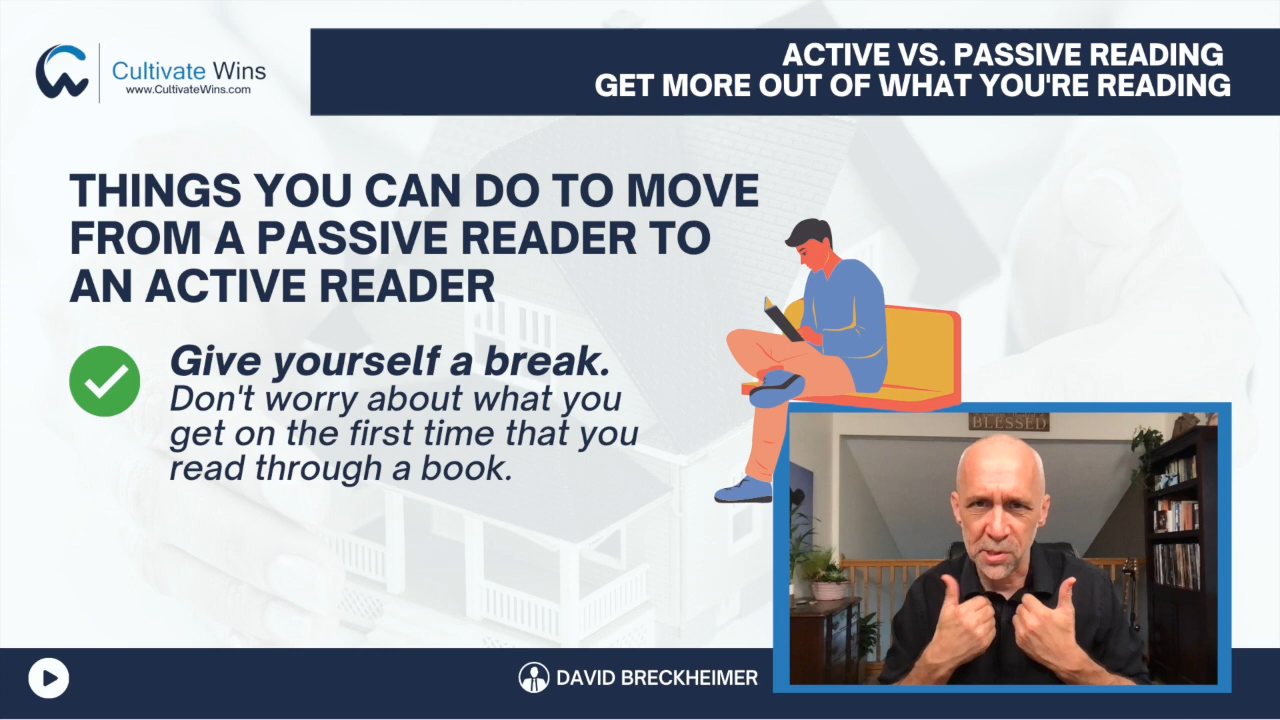 Cultivate Wins
www.CultivateWins.com
ACTIVE VS. PASSIVE READING
GET MORE OUT OF WHAT YOU'RE READING
THINGS YOU CAN DO TO MOVE
FROM A PASSIVE READER TO
AN ACTIVE READER
Give yourself a break.
Don't worry about what you
get on the first time that you
read through a book.
BLESSED
DAVID BRECKHEIMER